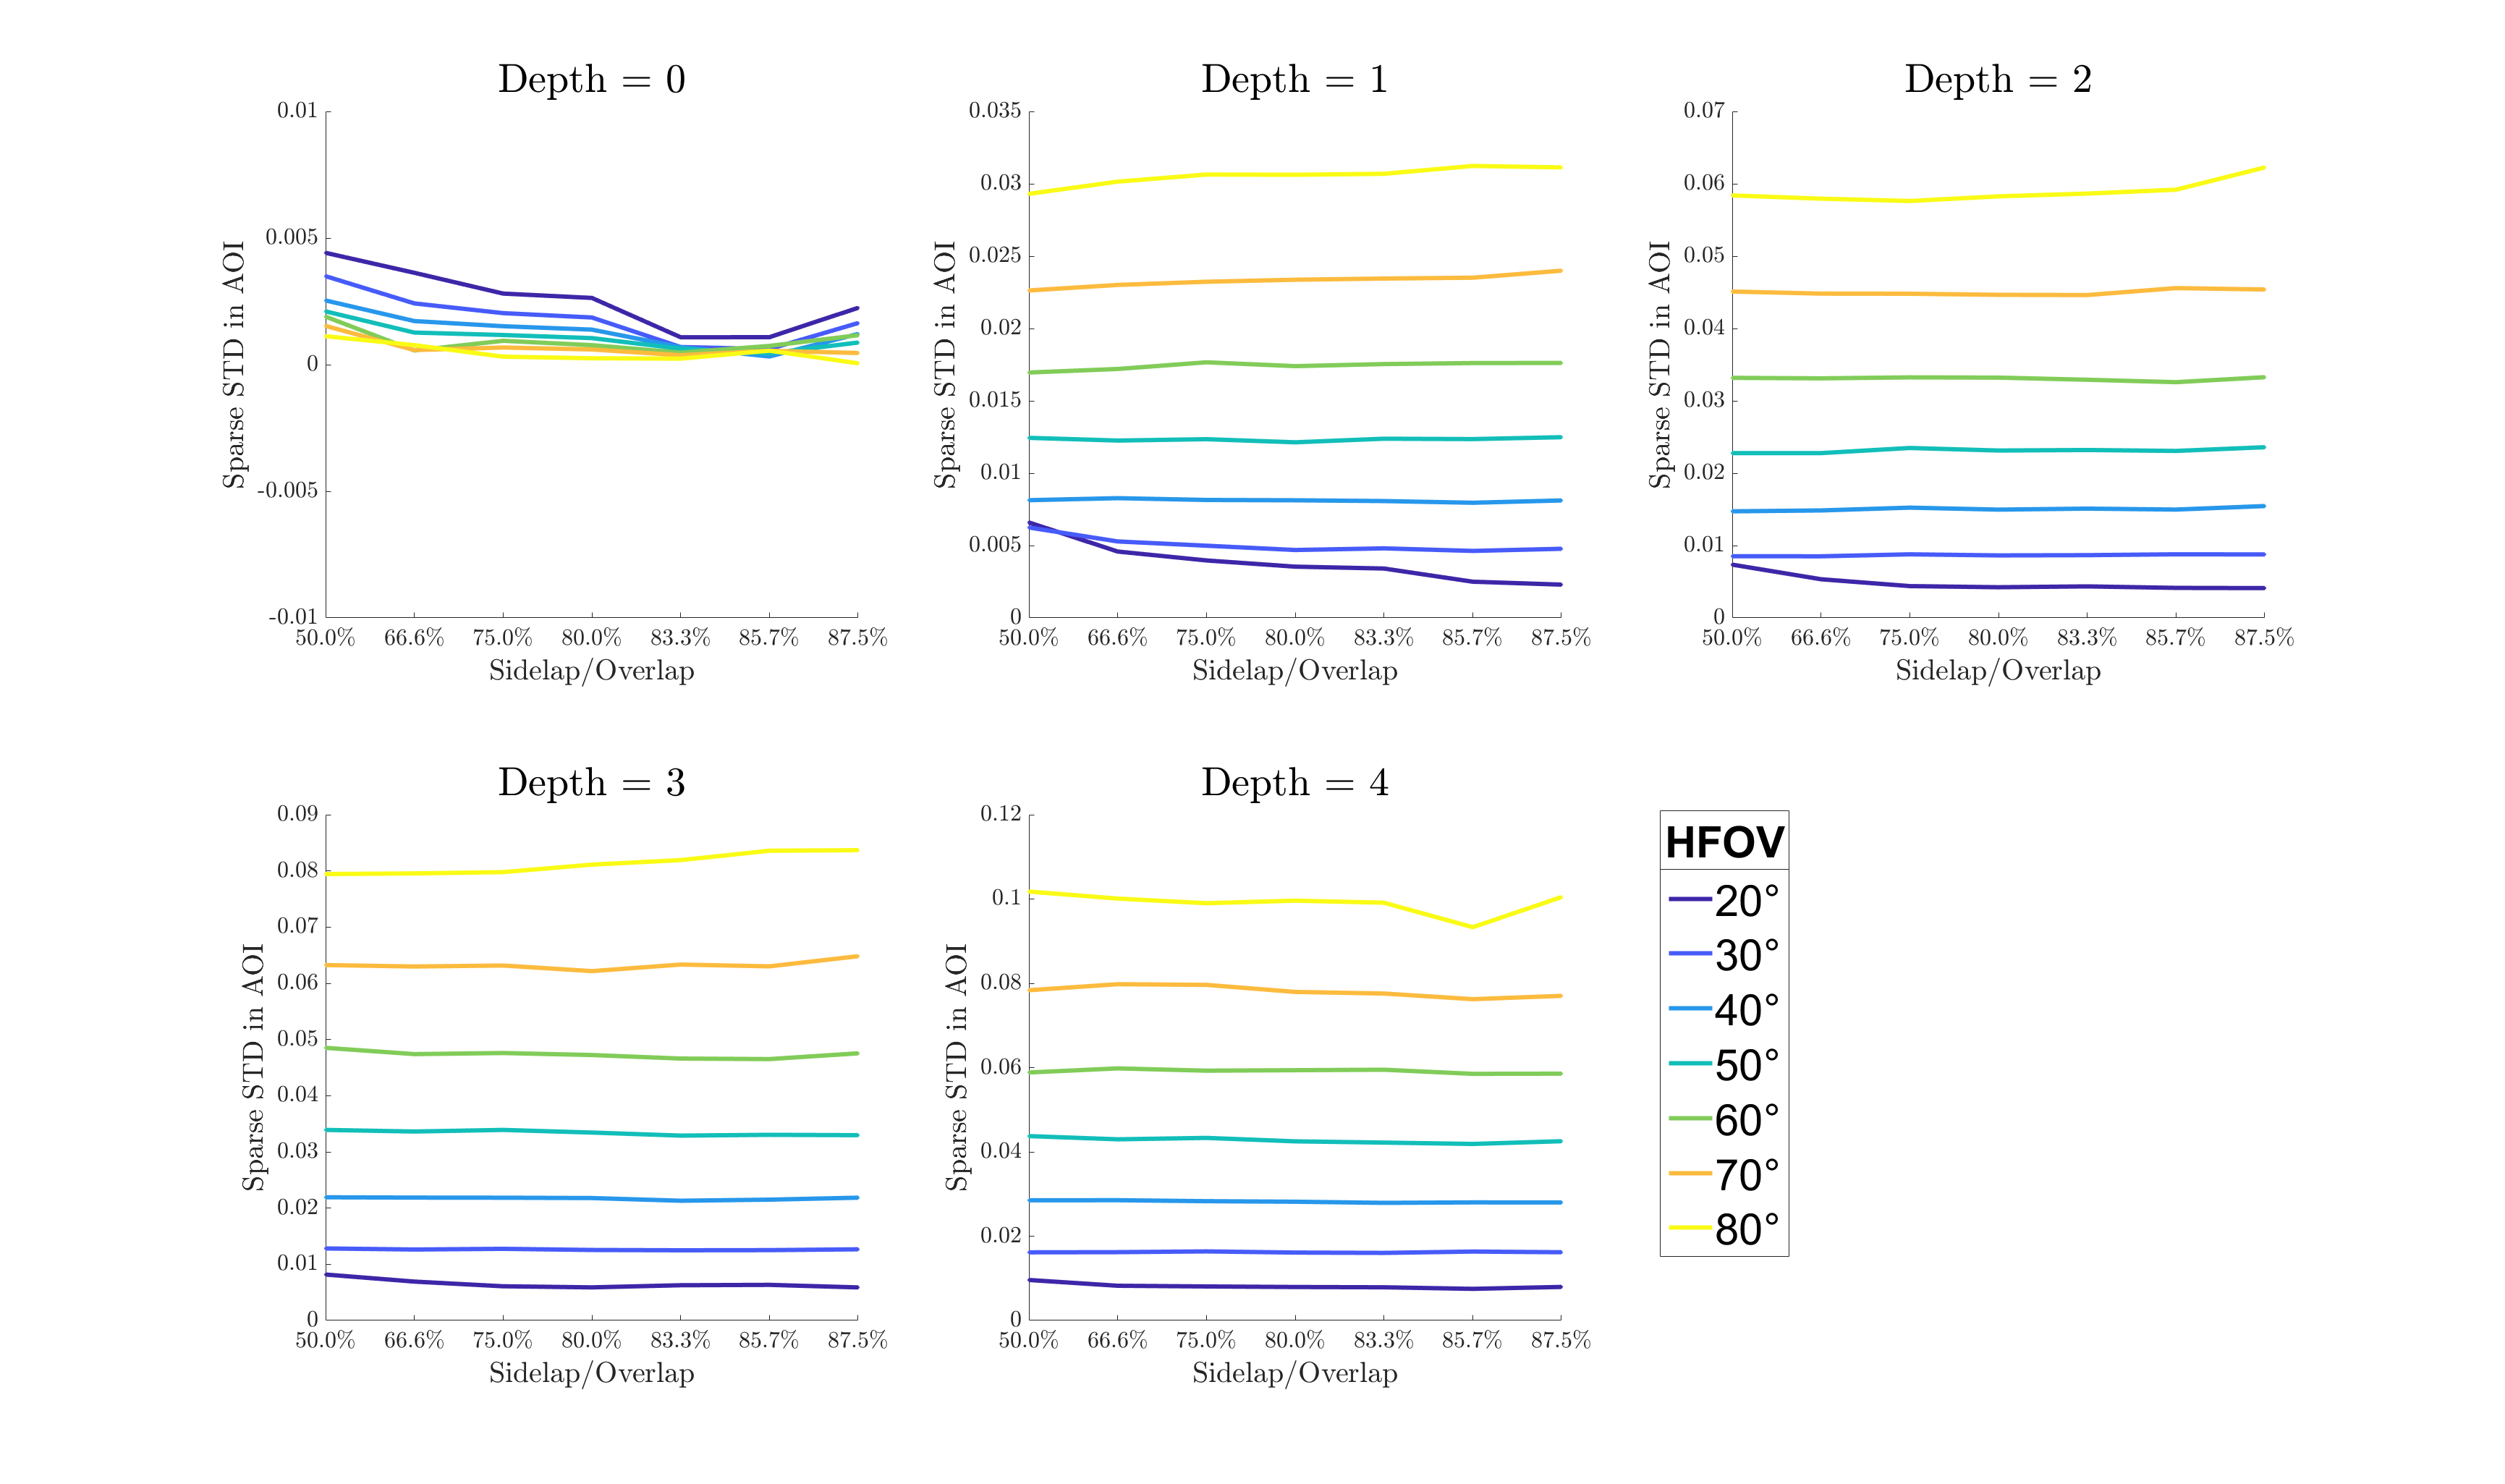 Depth = 0
0.01
0.005
0
-0.005
-0.01
Sparse STD in AOI
50.0% 66.6% 75.0% 80.0% 83.3% 85.7% 87.5%
Sidelap/Overlap
Depth = 1
0.035
0.03
0.025
0.02
0.015
0.01
0.005
0
Sparse STD in AOI
50.0% 66.6% 75.0% 80.0% 83.3% 85.7% 87.5%
Sidelap/Overlap
Depth = 2
0.07
0.06
0.05
0.04
0.03
0.02
0.01
0
Sparse STD in AOI
50.0% 66.6% 75.0% 80.0% 83.3% 85.7% 87.5%
Sidelap/Overlap
Depth = 3
0.09
0.08
0.07
0.06
0.05
0.04
0.03
0.02
0.01
0
Sparse STD in AOI
50.0% 66.6% 75.0% 80.0% 83.3% 85.7% 87.5%
Sidelap/Overlap
Depth = 4
0.12
0.1
0.08
0.06
0.04
0.02
0
Sparse STD in AOI
50.0% 66.6% 75.0% 80.0% 83.3% 85.7% 87.5%
Sidelap/Overlap
HFOV
20°
30°
40°
50°
60°
70°
80°